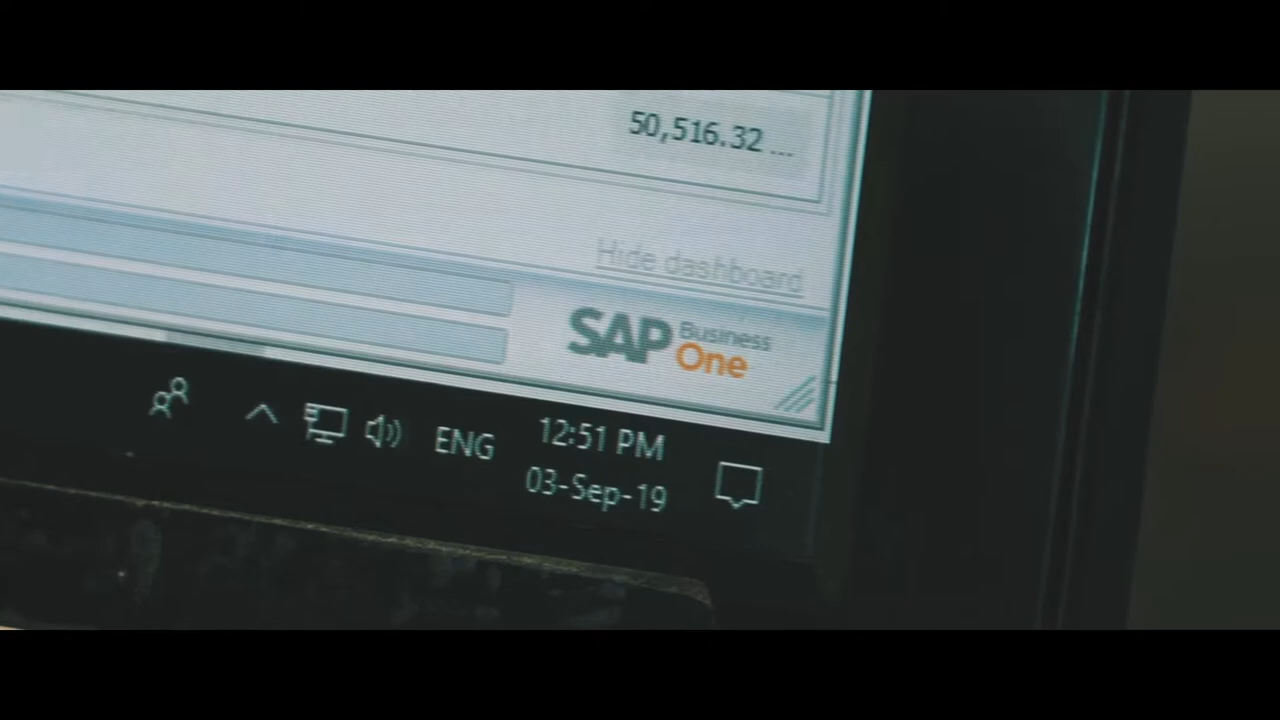 50,516.32 ...
Hide dashboard
SAP Business One
ENG
12:51 PM
03-Sep-19